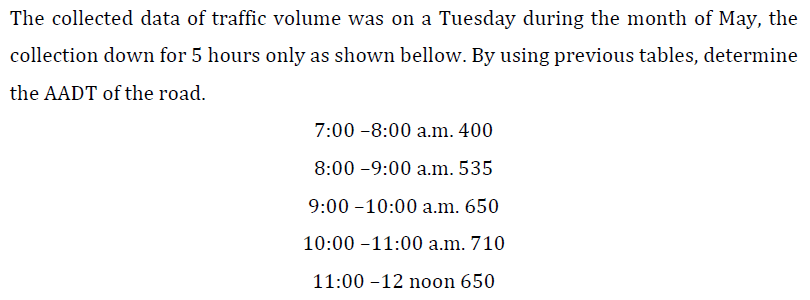 The collected data of traffic volume was on a Tuesday during the month of May, the
collection down for 5 hours only as shown bellow. By using previous tables, determine
the AADT of the road.
7:00 –8:00 a.m. 400
8:00 –9:00 a.m. 535
9:00 –10:00 a.m. 650
10:00 –11:00 a.m. 710
11:00 –12 noon 650